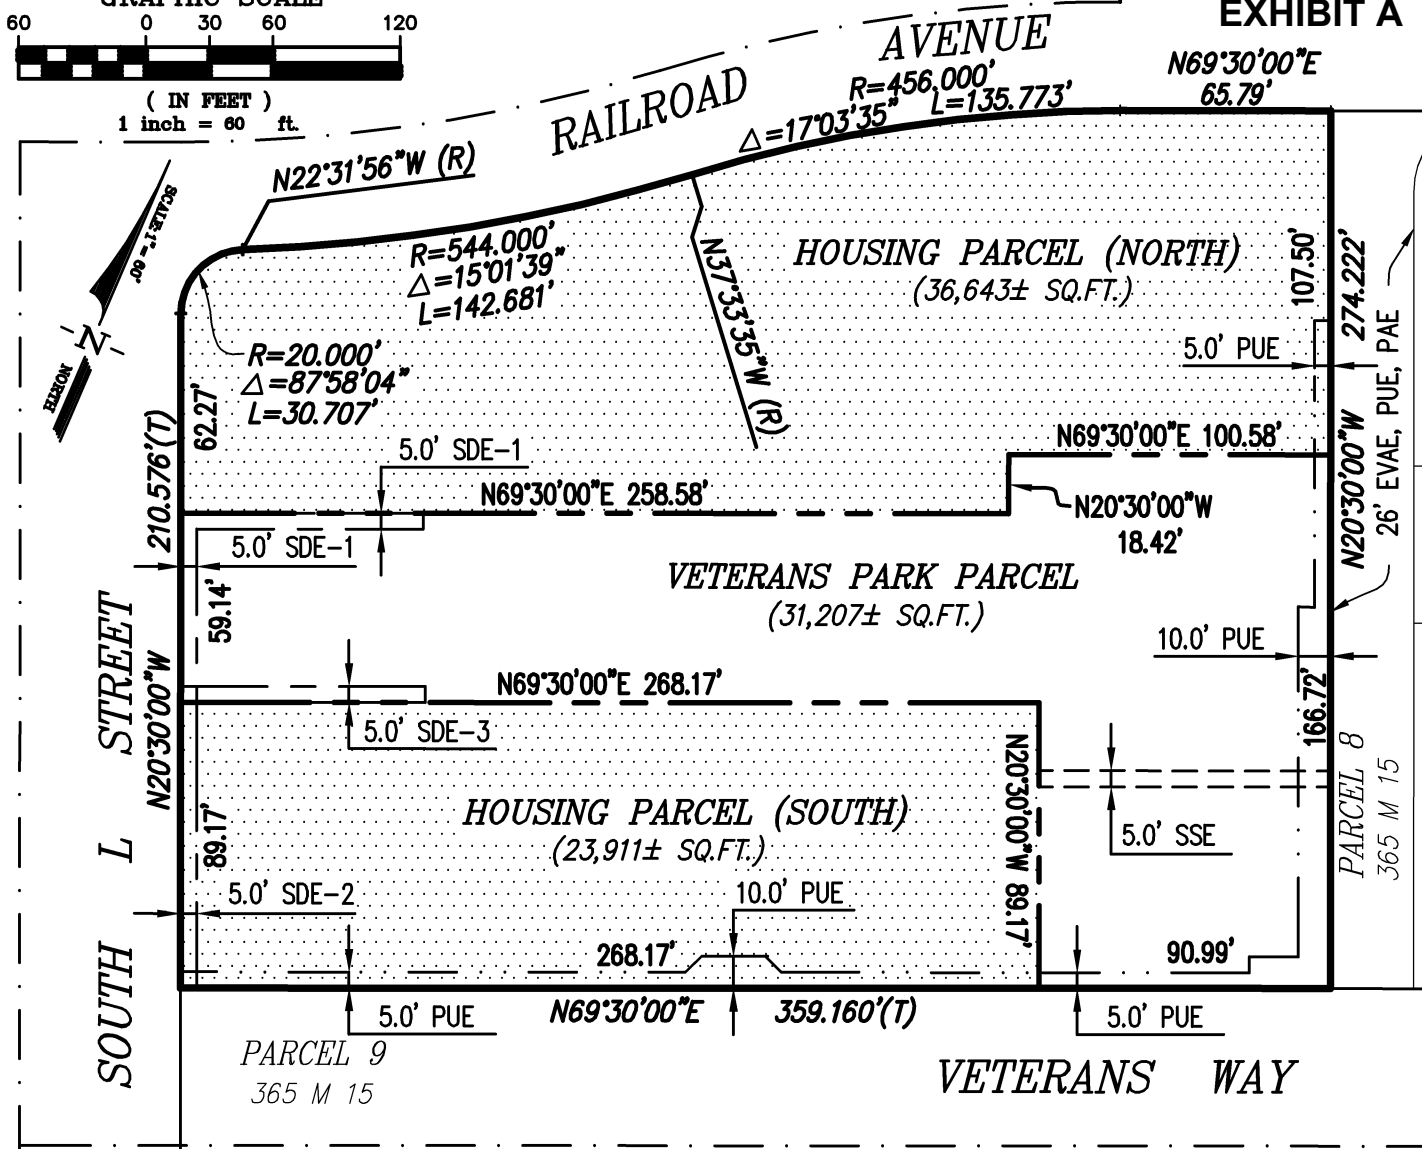 GRAPHIC SCALE
60 0 30 60 120
( IN FEET )
1 inch = 60 ft.
EXHIBIT A
RAILROAD AVENUE
N69°30'00"E
65.79'
R=456.000'
△=17°03'35"
L=135.773'
N22°31'56"W (R)
SCALE: 1" = 60'
N
NORTH
R=544.000'
△=15°01'39"
L=142.681'
N37°33'35"W (R)
HOUSING PARCEL (NORTH)
(36,643± SQ.FT.)
107.50'
274.222'
5.0' PUE
26' EVAE, PUE, PAE
R=20.000'
△=87°58'04"
L=30.707'
62.27'
210.576'(T)
5.0' SDE-1
N69°30'00"E 258.58'
N69°30'00"E 100.58'
N20°30'00"W
18.42'
N20°30'00"W
5.0' SDE-1
59.14'
VETERANS PARK PARCEL
(31,207± SQ.FT.)
10.0' PUE
166.72'
N20°30'00"W
N69°30'00"E 268.17'
5.0' SDE-3
HOUSING PARCEL (SOUTH)
(23,911± SQ.FT.)
N20°30'00"W 89.17'
5.0' SSE
PARCEL 8
365 M 15
89.17'
5.0' SDE-2
10.0' PUE
268.17'
90.99'
5.0' PUE
N69°30'00"E 359.160'(T)
5.0' PUE
SOUTH L STREET
PARCEL 9
365 M 15
VETERANS WAY